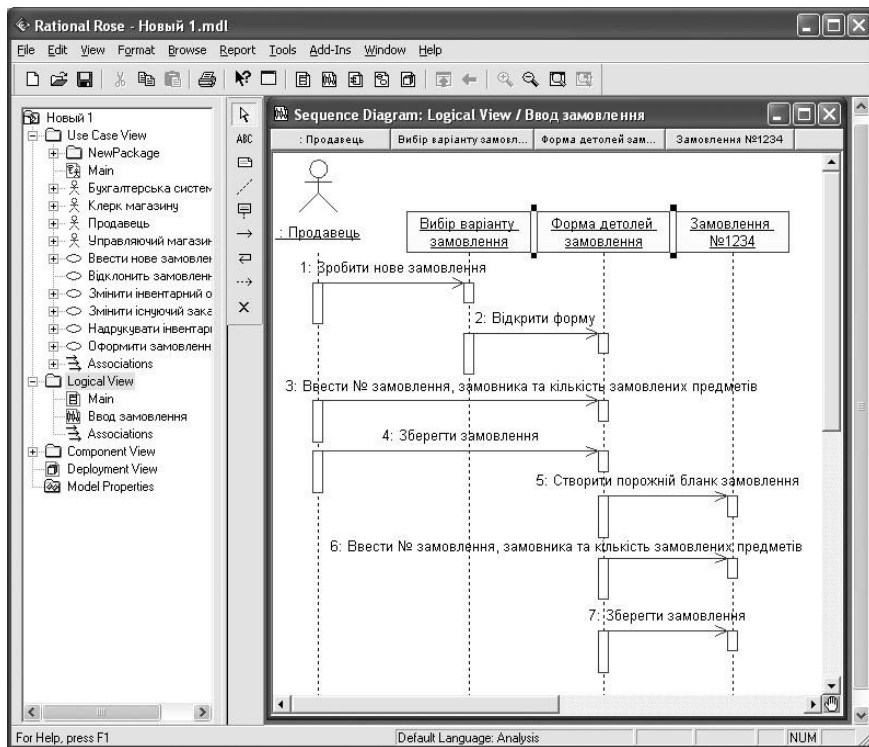 Rational Rose - Новый 1.mdl
File Edit View Format Browse Report Tools Add-Ins Window Help
Новый 1
Use Case View
NewPackage
Main
Бухгалтерська систем
Клерк магазину
Продавець
Управляючий магазин
Ввести нове замовлен
Відклонить замовленн
Змінити інвентарний о
Змінити існуючий зака
Надрукувати інвентарі
Оформити замовленн
Associations
Logical View
Main
Ввод замовлення
Associations
Component View
Deployment View
Model Properties
ABC
Sequence Diagram: Logical View / Ввод замовлення
: Продавець Вибір варіанту замовл... Форма детолей зам... Замовлення №1234
: Продавець
Вибір варіанту
замовлення
Форма детолей
замовлення
Замовлення
№1234
1: Зробити нове замовлення
2: Відкрити форму
3: Ввести № замовлення, замовника та кількість замовлених предметів
4: Зберегти замовлення
5: Створити порожній бланк замовлення
6: Ввести № замовлення, замовника та кількість замовлених предметів
7: Зберегти замовлення
For Help, press F1 Default Language: Analysis NUM